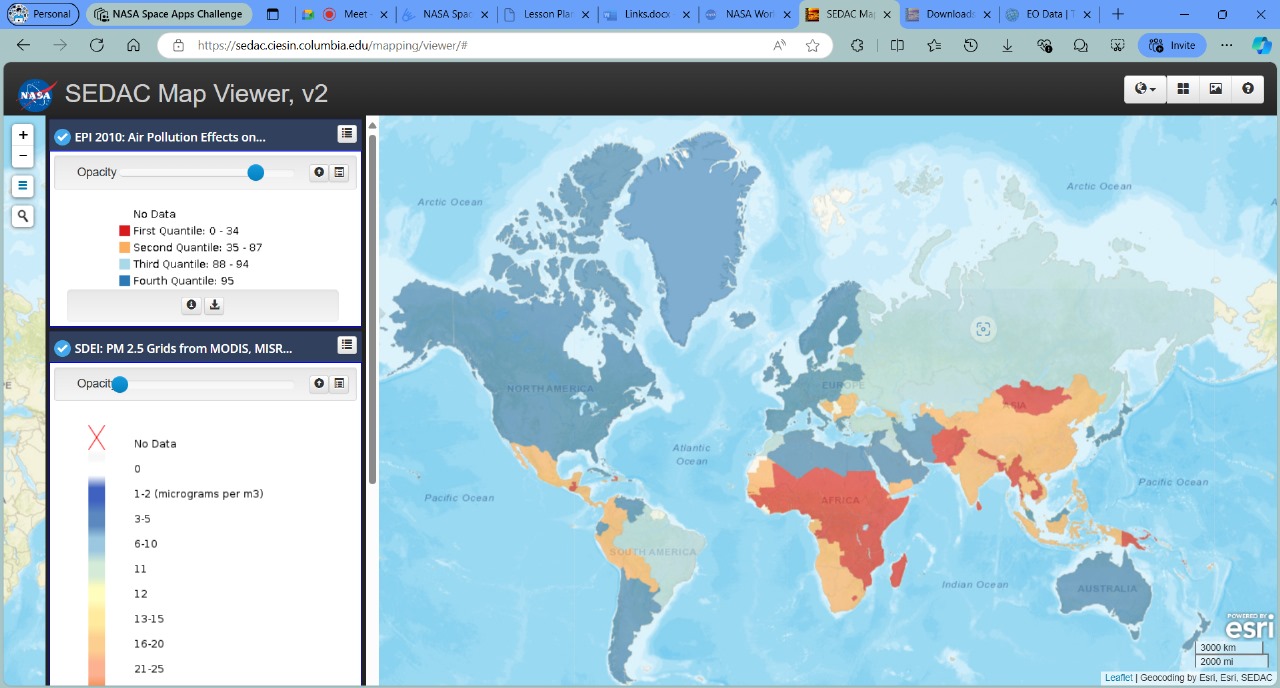 Personal
NASA Space Apps Challenge
Meet -
NASA Spac
Lesson Plan
Links.docx
NASA Wor
SEDAC Ma
Downloads
EO Data | T
https://sedac.ciesin.columbia.edu/mapping/viewer/#
Invite
NASA
SEDAC Map Viewer, v2
EPI 2010: Air Pollution Effects on...
Opacity
No Data
First Quantile: 0 - 34
Second Quantile: 35 - 87
Third Quantile: 88 - 94
Fourth Quantile: 95
SDEI: PM 2.5 Grids from MODIS, MISR...
Opacit
No Data
0
1-2 (micrograms per m3)
3-5
6-10
11
12
13-15
16-20
21-25
Arctic Ocean
Arctic Ocean
A
NORTH AMERICA
EUROPE
ASIA
Atlantic
Ocean
Pacific Ocean
Pacific Ocean
AFRICA
SOUTH AMERICA
Indian Ocean
AUSTRALIA
POWERED BY
esri
3000 km
2000 mi
Leaflet | Geocoding by Esri, Esri, SEDAC